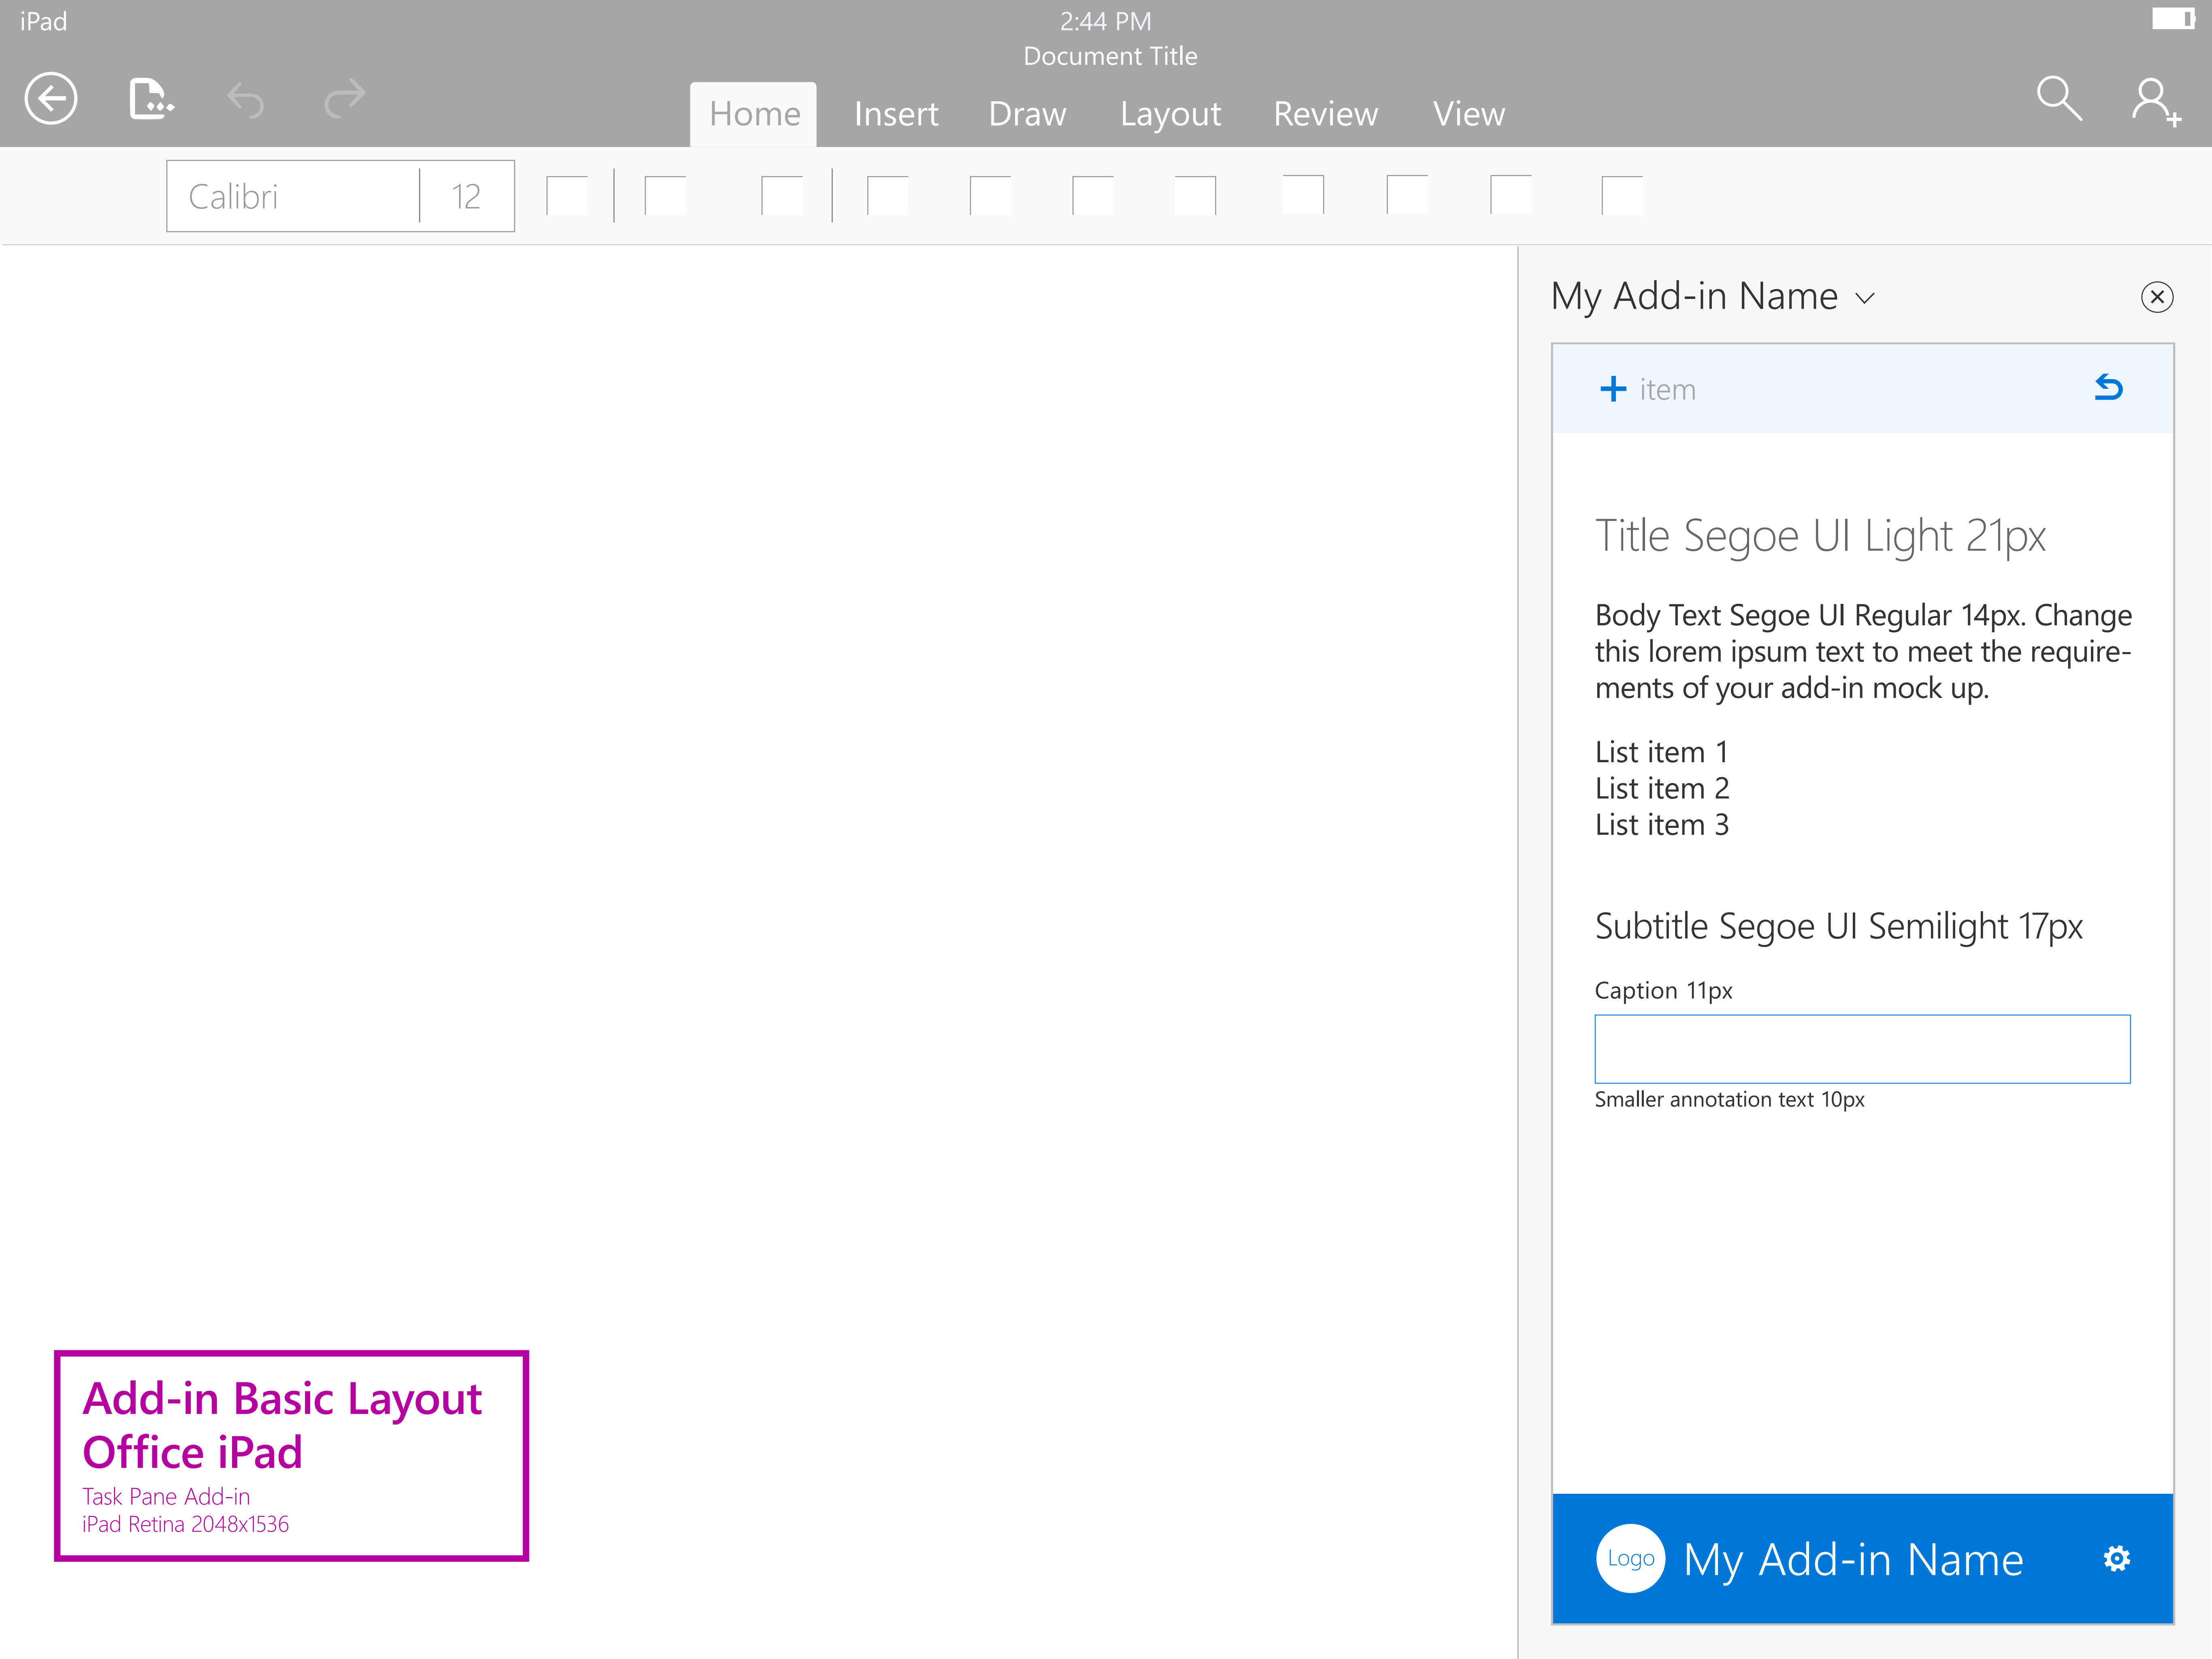 iPad
2:44 PM
Document Title
Home Insert Draw Layout Review View
Calibri 12
My Add-in Name
item
Title Segoe UI Light 21px
Body Text Segoe UI Regular 14px. Change
this lorem ipsum text to meet the require-
ments of your add-in mock up.
List item 1
List item 2
List item 3
Subtitle Segoe UI Semilight 17px
Caption 11px
Smaller annotation text 10px
Logo My Add-in Name
Add-in Basic Layout
Office iPad
Task Pane Add-in
iPad Retina 2048x1536